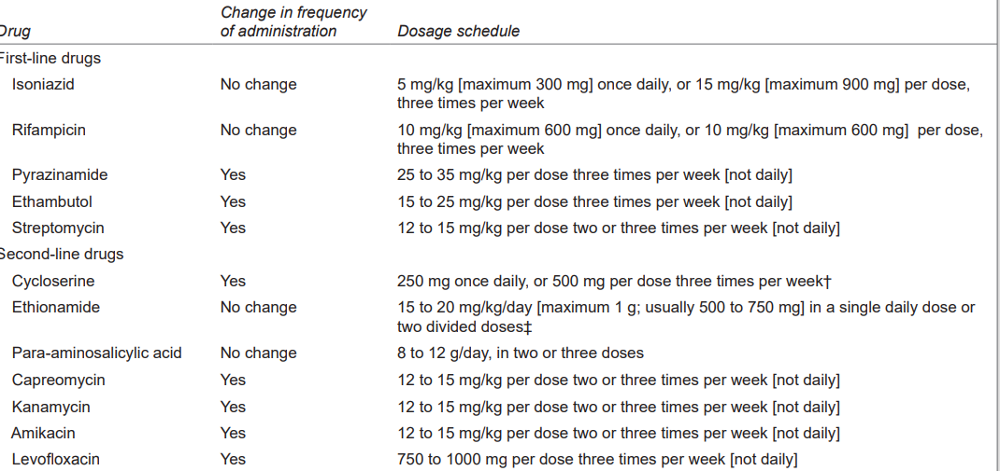 Change in frequency
Drug of administration Dosage schedule
First-line drugs
Isoniazid No change 5 mg/kg [maximum 300 mg] once daily, or 15 mg/kg [maximum 900 mg] per dose,
three times per week
Rifampicin No change 10 mg/kg [maximum 600 mg] once daily, or 10 mg/kg [maximum 600 mg] per dose,
three times per week
Pyrazinamide Yes 25 to 35 mg/kg per dose three times per week [not daily]
Ethambutol Yes 15 to 25 mg/kg per dose three times per week [not daily]
Streptomycin Yes 12 to 15 mg/kg per dose two or three times per week [not daily]
Second-line drugs
Cycloserine Yes 250 mg once daily, or 500 mg per dose three times per week†
Ethionamide No change 15 to 20 mg/kg/day [maximum 1 g; usually 500 to 750 mg] in a single daily dose or
two divided doses‡
Para-aminosalicylic acid No change 8 to 12 g/day, in two or three doses
Capreomycin Yes 12 to 15 mg/kg per dose two or three times per week [not daily]
Kanamycin Yes 12 to 15 mg/kg per dose two or three times per week [not daily]
Amikacin Yes 12 to 15 mg/kg per dose two or three times per week [not daily]
Levofloxacin Yes 750 to 1000 mg per dose three times per week [not daily]